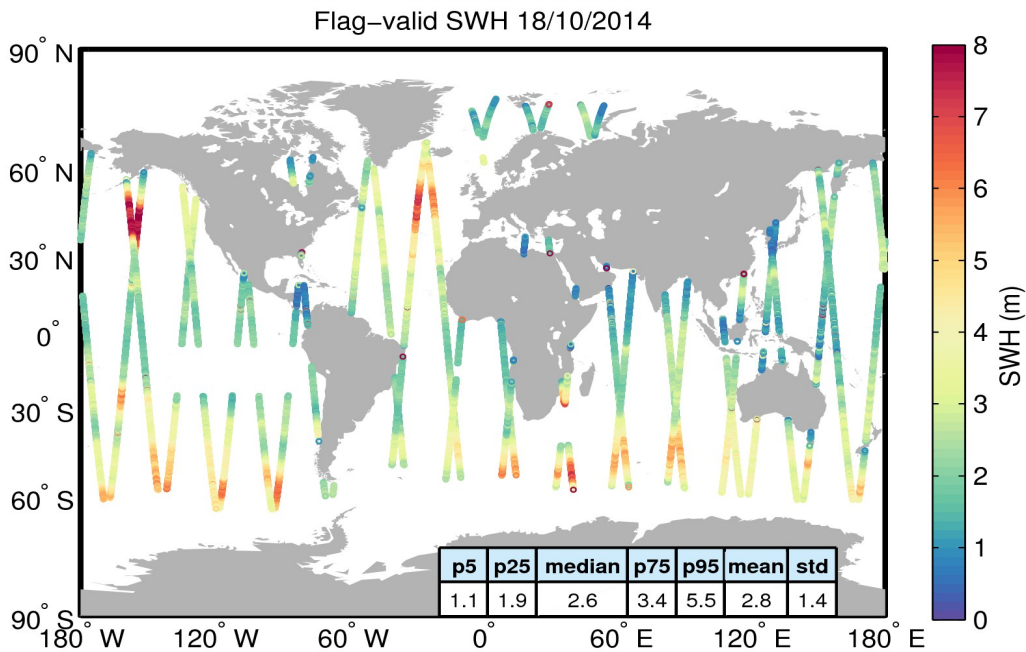 Flag−valid SWH 18/10/2014
90° N
60° N
30° N
0°
30° S
60° S
90° S
180° W
120° W
60° W
0°
60° E
120° E
180° E
p5 p25 median p75 p95 mean std
1.1 1.9 2.6 3.4 5.5 2.8 1.4
8
7
6
5
4
3
2
1
0
SWH (m)